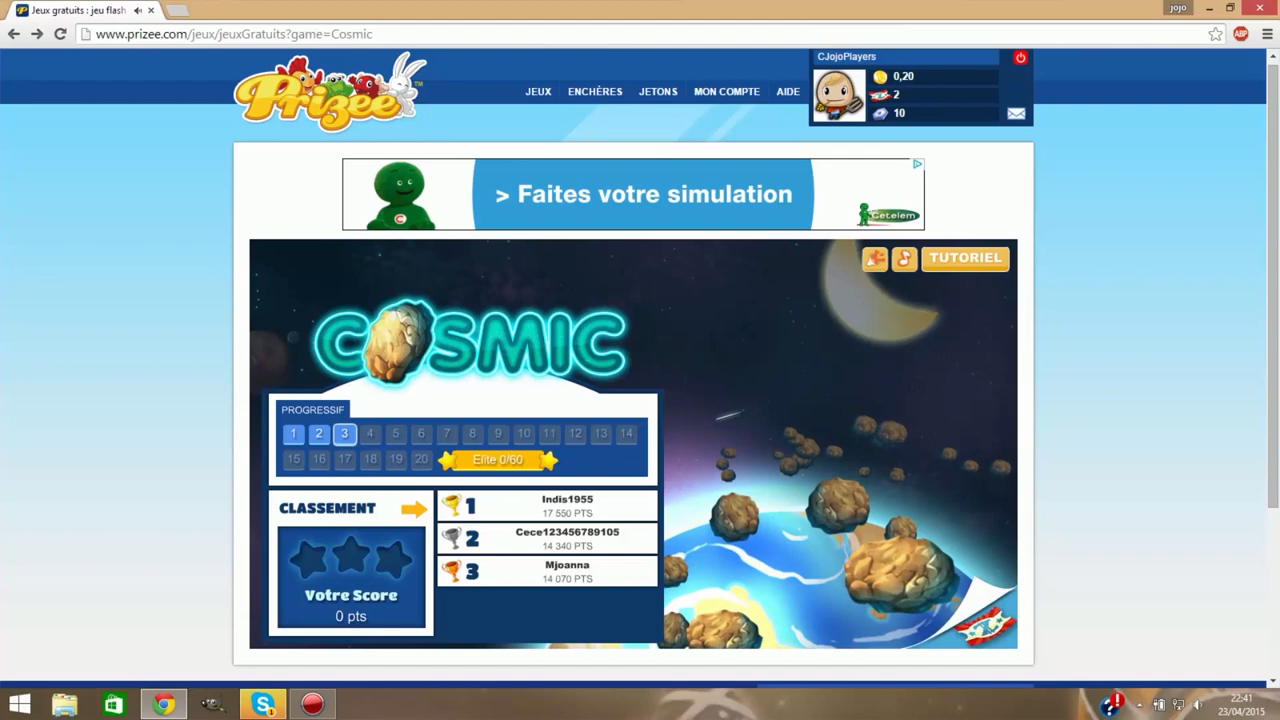 Jeux gratuits : jeu flash
jojo
www.prizee.com/jeux/jeuxGratuits?game=Cosmic
ABP
Prizee™
JEUX
ENCHÈRES
JETONS
MON COMPTE
AIDE
CJojoPlayers
0,20
2
10
> Faites votre simulation
C
Cetelem
TUTORIEL
COSMIC
PROGRESSIF
1 2 3 4 5 6 7 8 9 10 11 12 13 14
15 16 17 18 19 20 Elite 0/60
CLASSEMENT
Votre Score
0 pts
1 Indis1955
17 550 PTS
2 Cece123456789105
14 340 PTS
3 Mjoanna
14 070 PTS
S 1
22:41
23/04/2015